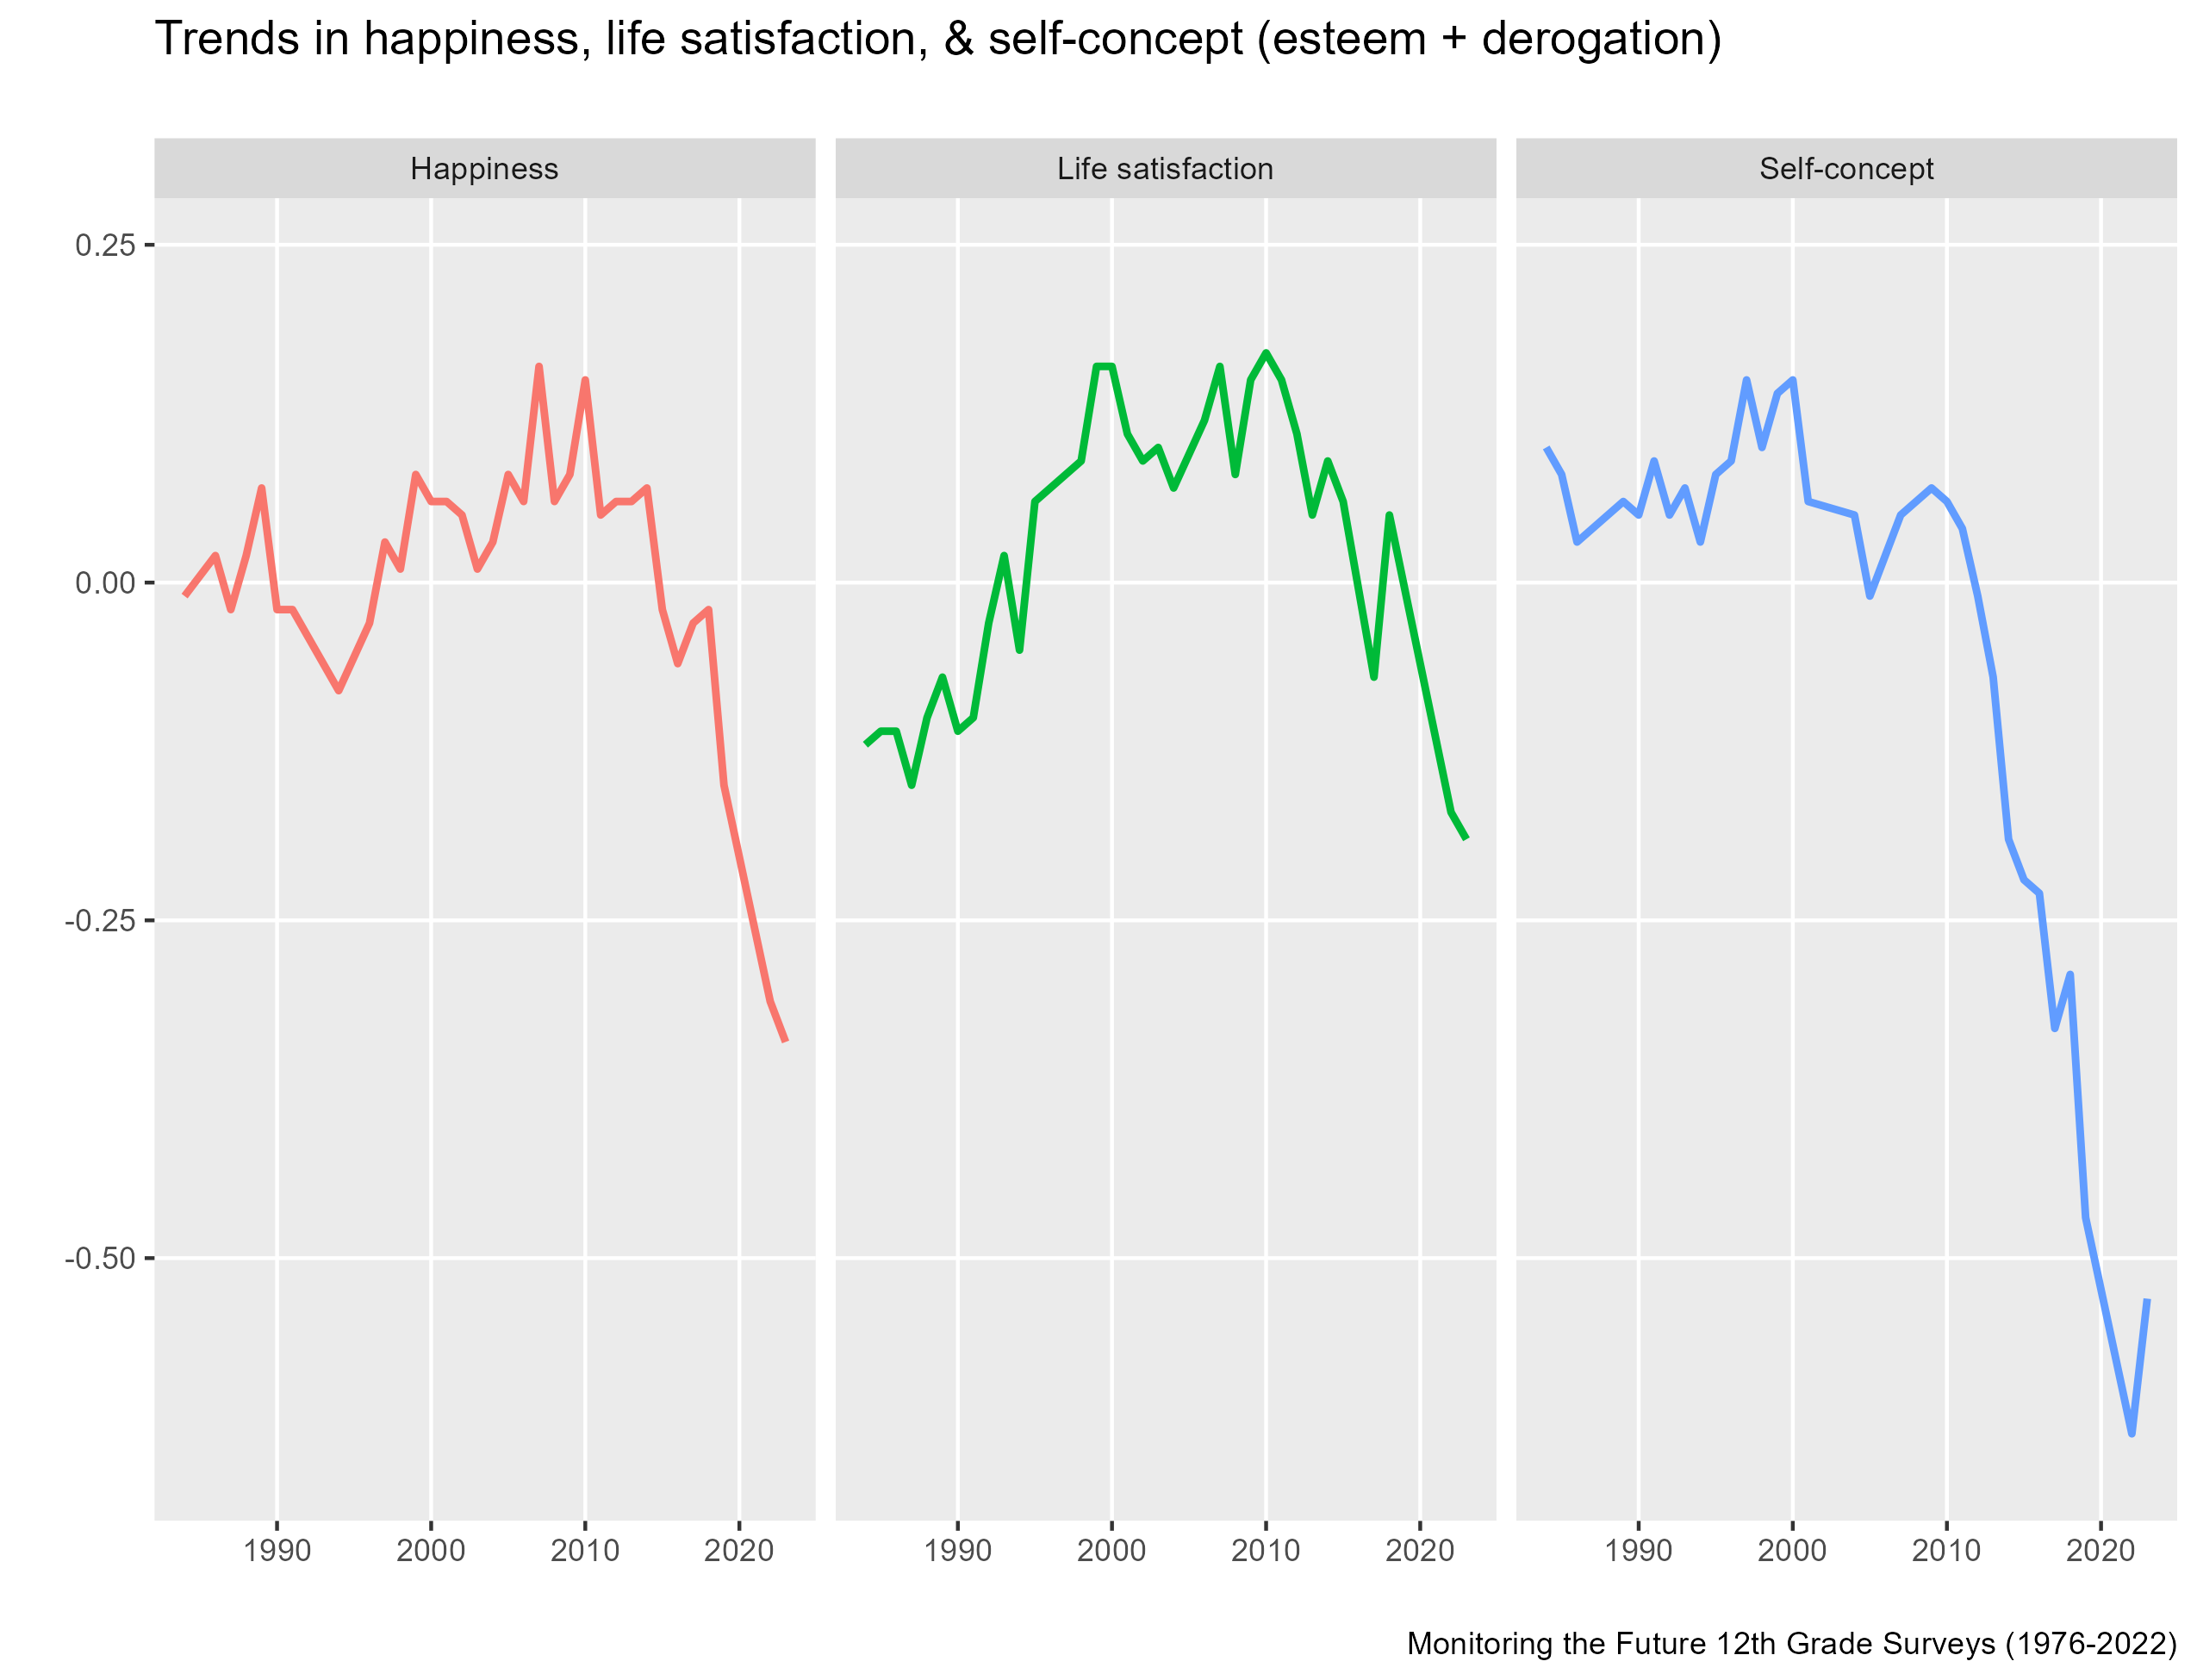 Trends in happiness, life satisfaction, & self-concept (esteem + derogation)
Happiness
Life satisfaction
Self-concept
0.25
0.00
-0.25
-0.50
1990 2000 2010 2020
1990 2000 2010 2020
1990 2000 2010 2020
Monitoring the Future 12th Grade Surveys (1976-2022)